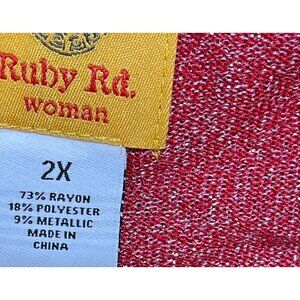 Ruby Rd.
woman
2X
73% RAYON
18% POLYESTER
9% METALLIC
MADE IN
CHINA